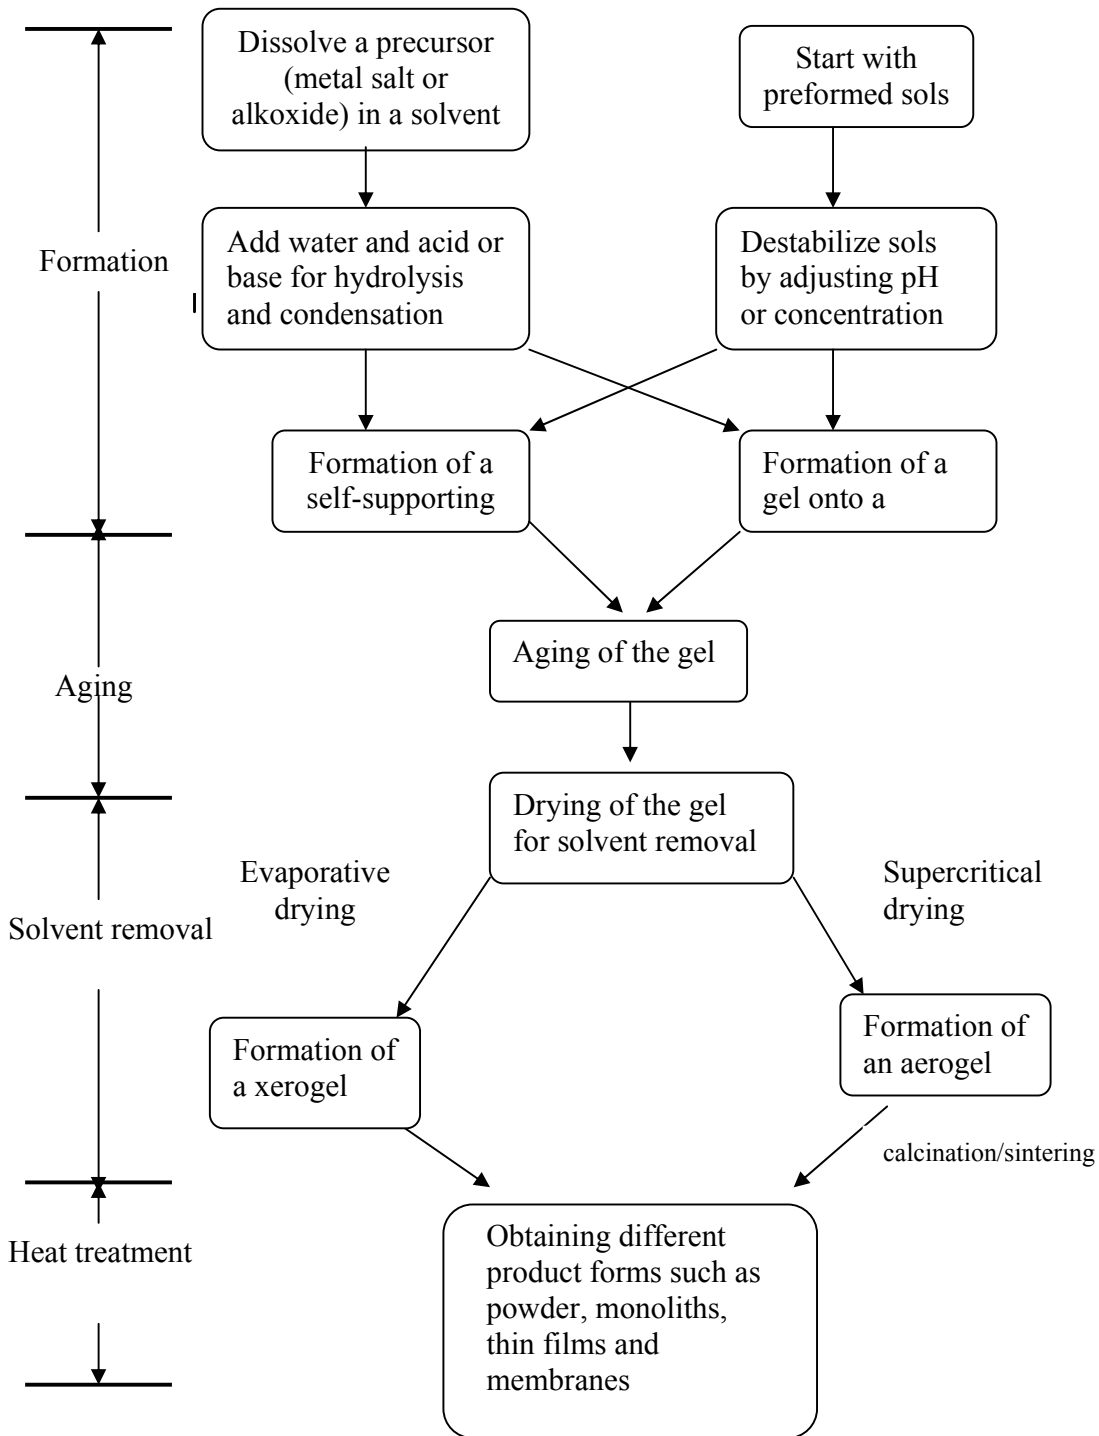 Dissolve a precursor
(metal salt or
alkoxide) in a solvent
Start with
preformed sols
Formation
Add water and acid or
base for hydrolysis
and condensation
Destabilize sols
by adjusting pH
or concentration
Formation of a
self-supporting
Formation of a
gel onto a
Aging
Aging of the gel
Drying of the gel
for solvent removal
Evaporative
drying
Supercritical
drying
Solvent removal
Formation of
a xerogel
Formation of
an aerogel
calcination/sintering
Heat treatment
Obtaining different
product forms such as
powder, monoliths,
thin films and
membranes